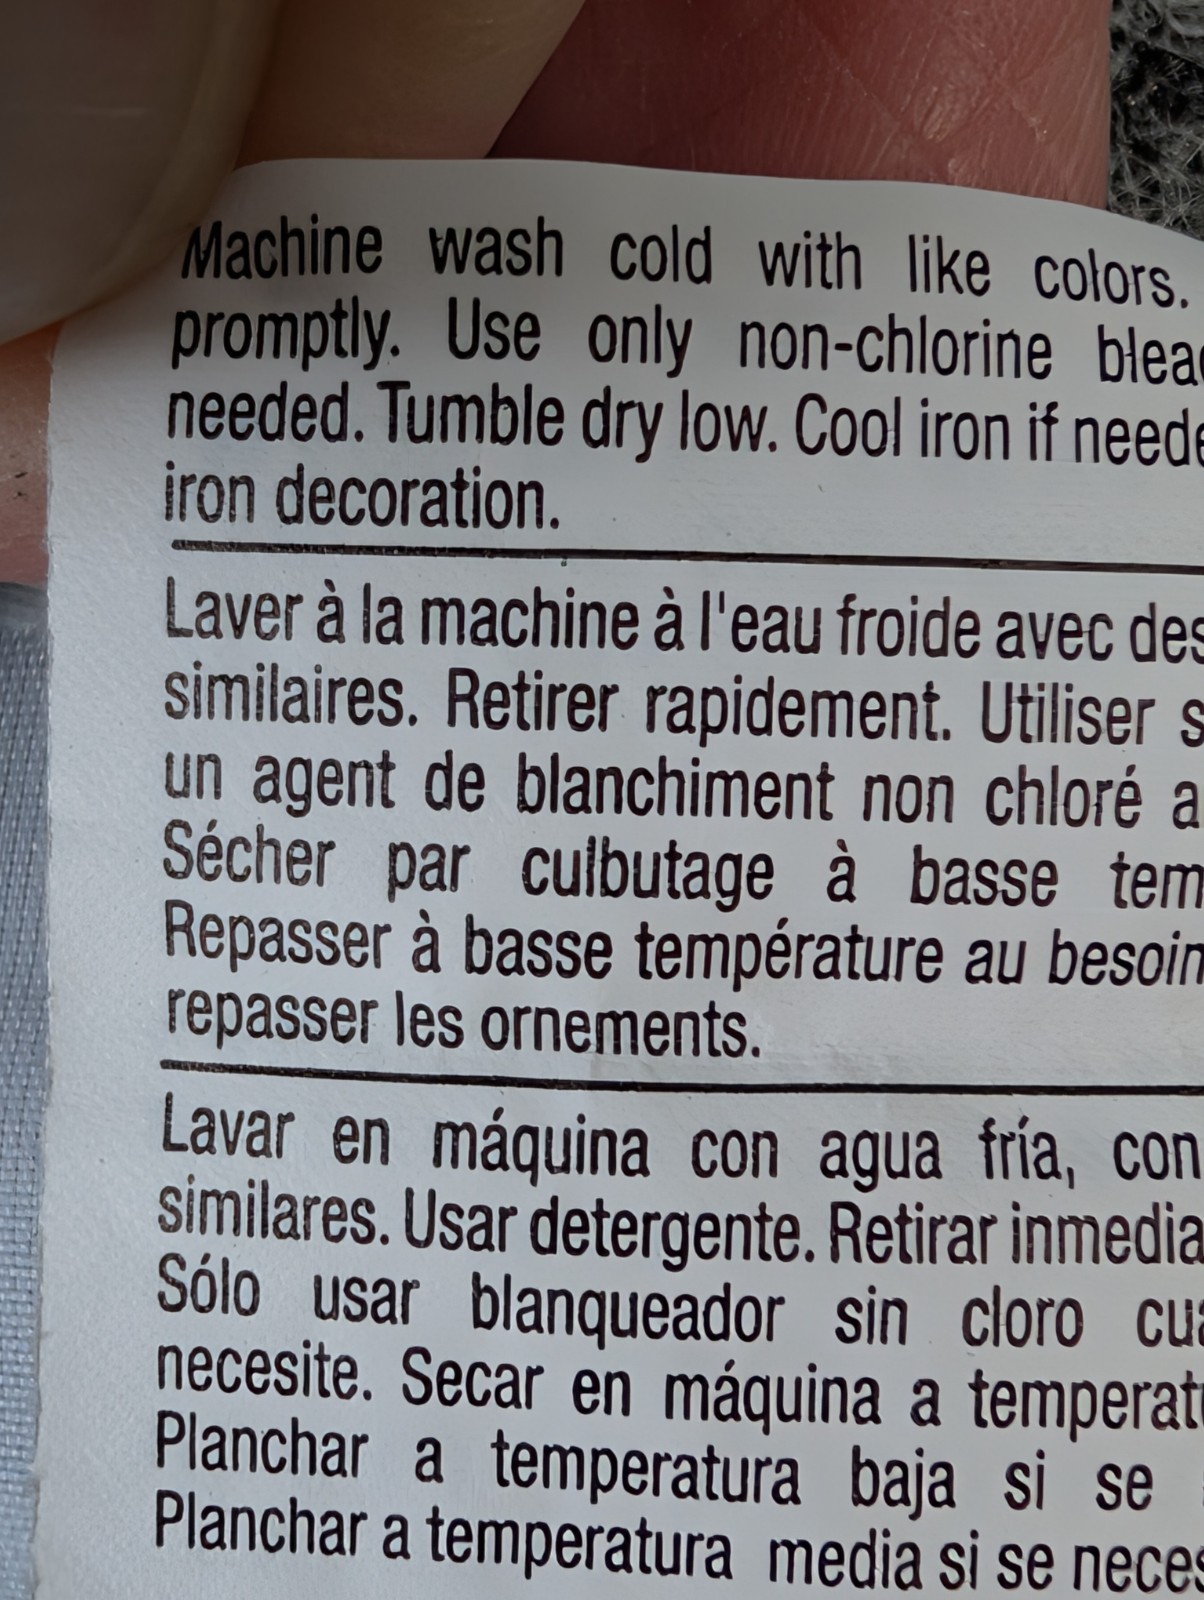 Machine wash cold with like colors.
promptly. Use only non-chlorine
needed. Tumble dry low. Cool iron if
iron decoration.
Laver à la machine à l'eau froide avec des
similaires. Retirer rapidement. Utiliser
un agent de blanchiment non chloré
Sécher par culbutage à basse
Repasser à basse température au besoin
repasser les ornements.
Lavar en máquina con agua fría, con
similares. Usar detergente. Retirar
Sólo usar blanqueador sin cloro
necesite. Secar en máquina a
Planchar a temperatura baja si se
Planchar a temperatura media si se